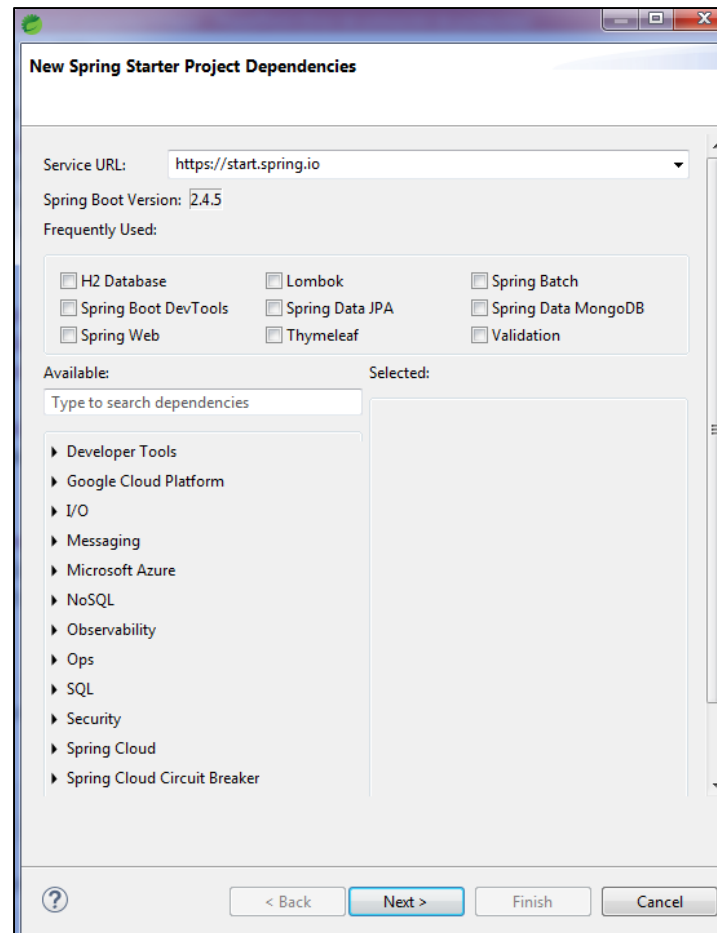 New Spring Starter Project Dependencies
Service URL: https://start.spring.io
Spring Boot Version: 2.4.5
Frequently Used:
H2 Database Lombok Spring Batch
Spring Boot DevTools Spring Data JPA Spring Data MongoDB
Spring Web Thymeleaf Validation
Available: Selected:
Type to search dependencies
Developer Tools
Google Cloud Platform
I/O
Messaging
Microsoft Azure
NoSQL
Observability
Ops
SQL
Security
Spring Cloud
Spring Cloud Circuit Breaker
? < Back Next > Finish Cancel